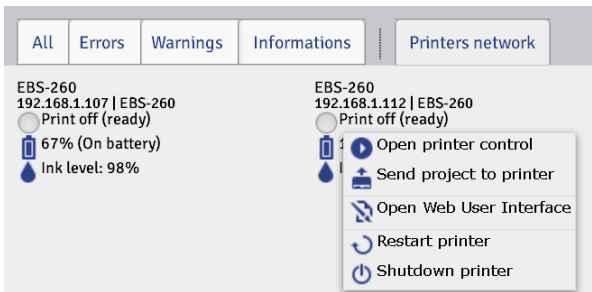 All Errors Warnings Informations Printers network
EBS-260
192.168.1.107 | EBS-260
Print off (ready)
67% (On battery)
Ink level: 98%
EBS-260
192.168.1.112 | EBS-260
Print off (ready)
Open printer control
Send project to printer
Open Web User Interface
Restart printer
Shutdown printer